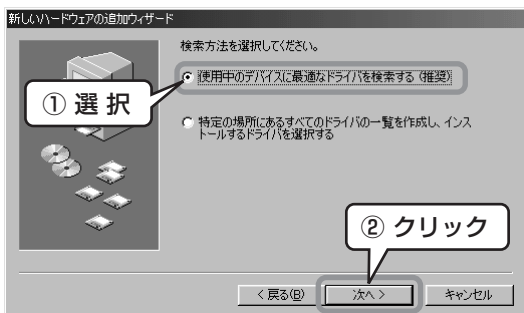 新しいハードウェアの追加ウィザード
検索方法を選択してください。
使用中のデバイスに最適なドライバを検索する (推奨)
① 選 択
特定の場所にあるすべてのドライバの一覧を作成し、インス
トールするドライバを選択する
② クリック
< 戻る(B)
次へ >
キャンセル